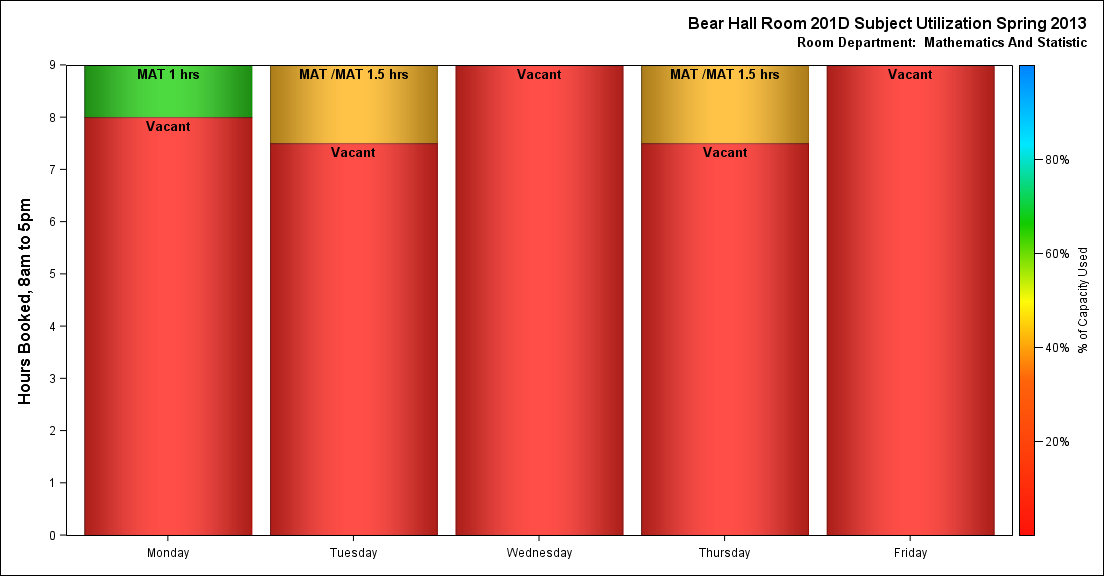 Bear Hall Room 201D Subject Utilization Spring 2013
Room Department:  Mathematics And Statistic
Hours Booked, 8am to 5pm
9
8
7
6
5
4
3
2
1
0
MAT 1 hrs
Vacant
MAT /MAT 1.5 hrs
Vacant
Vacant
MAT /MAT 1.5 hrs
Vacant
Vacant
Monday
Tuesday
Wednesday
Thursday
Friday
80%
60%
40%
20%
% of Capacity Used